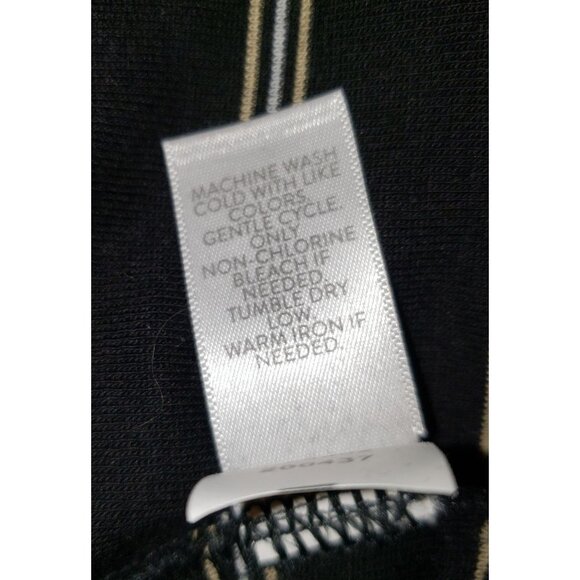 MACHINE WASH
COLD WITH LIKE
COLORS.
GENTLE CYCLE.
ONLY
NON-CHLORINE
BLEACH IF
NEEDED.
TUMBLE DRY
LOW.
WARM IRON IF
NEEDED.
200437